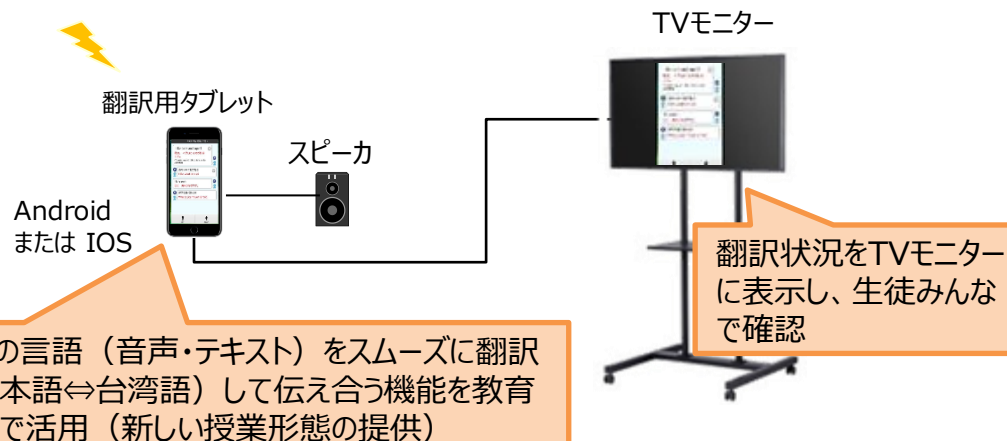 TVモニター
翻訳用タブレット
スピーカ
Android
または IOS
翻訳状況をTVモニター
に表示し、生徒みんな
で確認
の言語（音声・テキスト）をスムーズに翻訳
本語⇔台湾語）して伝え合う機能を教育
で活用（新しい授業形態の提供）